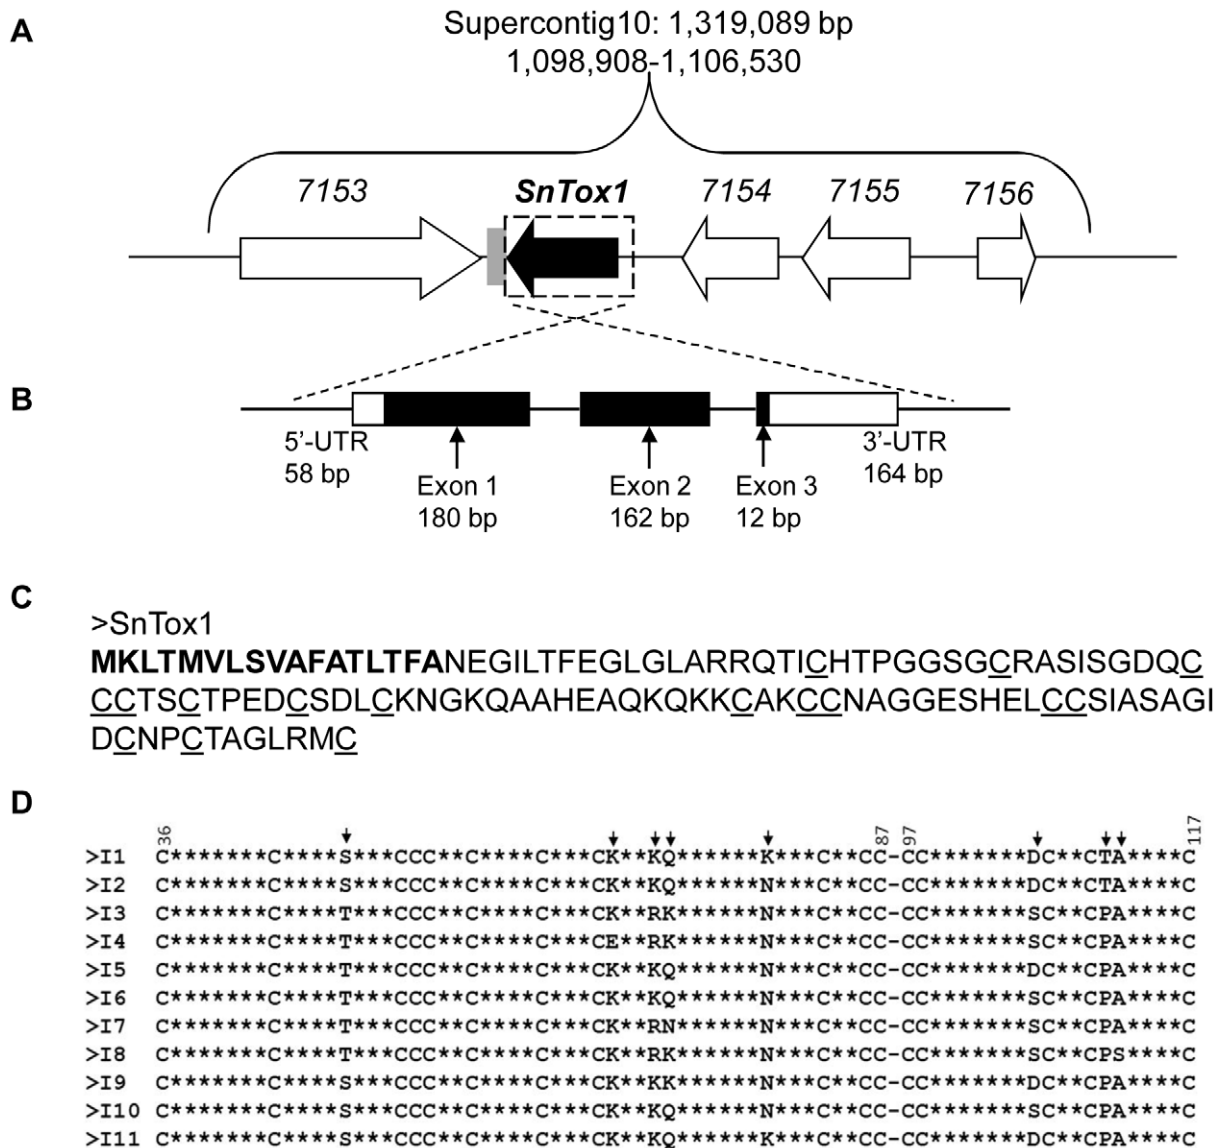 A
Supercontig10: 1,319,089 bp
1,098,908-1,106,530
7153 SnTox1 7154 7155 7156
B
5’-UTR
58 bp
Exon 1
180 bp
Exon 2
162 bp
Exon 3
12 bp
3’-UTR
164 bp
C
>SnTox1
MKLTMVLSVAFATLTFANEGILTFEGLGLARRQTICHTPGGSGCRASISGDQC
CCTSCTPEDCSDLCKNGKQAAHEAQKQKKCAKCCNAGGESHELCCSIASAGI
DCNPCTAGLRMC
D
36 87 97 117
>I1 C*******C****S***CCC**C****C***CK**KQ******K***C**CC-CC*******DC**CTA****C
>I2 C*******C****S***CCC**C****C***CK**KQ******N***C**CC-CC*******DC**CTA****C
>I3 C*******C****T***CCC**C****C***CK**RK******N***C**CC-CC*******SC**CPA****C
>I4 C*******C****T***CCC**C****C***CE**RK******N***C**CC-CC*******SC**CPA****C
>I5 C*******C****T***CCC**C****C***CK**KQ******N***C**CC-CC*******DC**CPA****C
>I6 C*******C****T***CCC**C****C***CK**KQ******N***C**CC-CC*******SC**CPA****C
>I7 C*******C****T***CCC**C****C***CK**RN******N***C**CC-CC*******SC**CPA****C
>I8 C*******C****T***CCC**C****C***CK**RK******N***C**CC-CC*******SC**CPS****C
>I9 C*******C****S***CCC**C****C***CK**KK******N***C**CC-CC*******DC**CPA****C
>I10 C*******C****S***CCC**C****C***CK**KQ******N***C**CC-CC*******DC**CPA****C
>I11 C*******C****S***CCC**C****C***CK**KQ******K***C**CC-CC*******DC**CPA****C